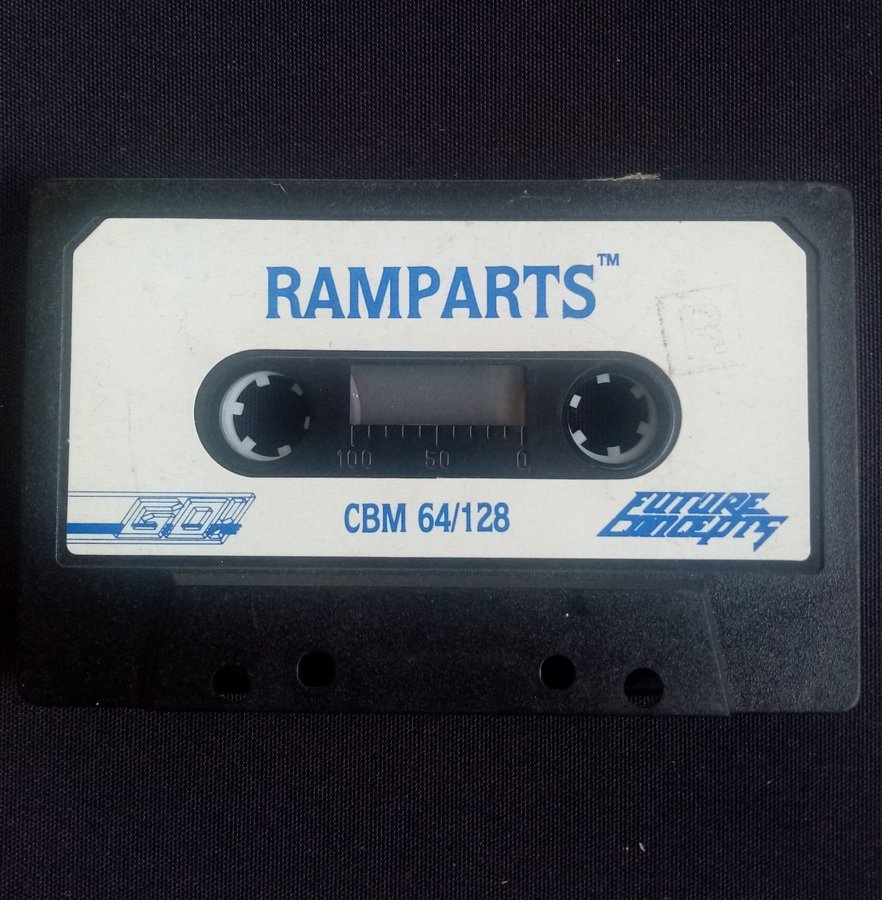 RAMPARTS™
100 50 0
GO!
CBM 64/128
FUTURE
CONCEPTS